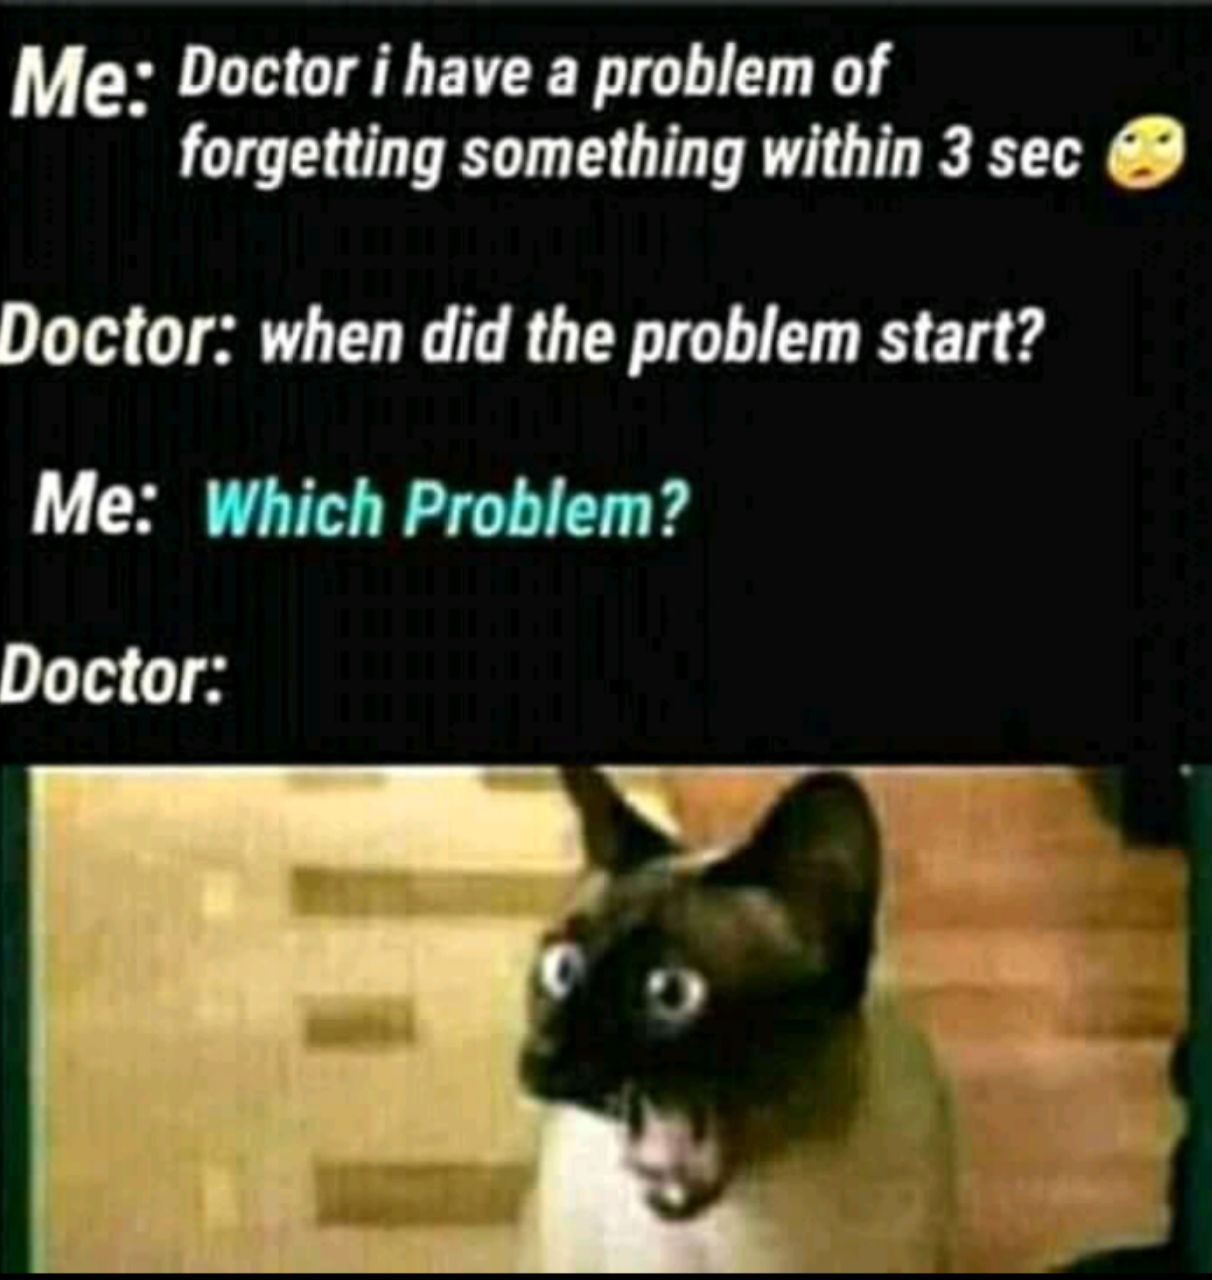 Me: Doctor i have a problem of
forgetting something within 3 sec 🙄
Doctor: when did the problem start?
Me: Which Problem?
Doctor: